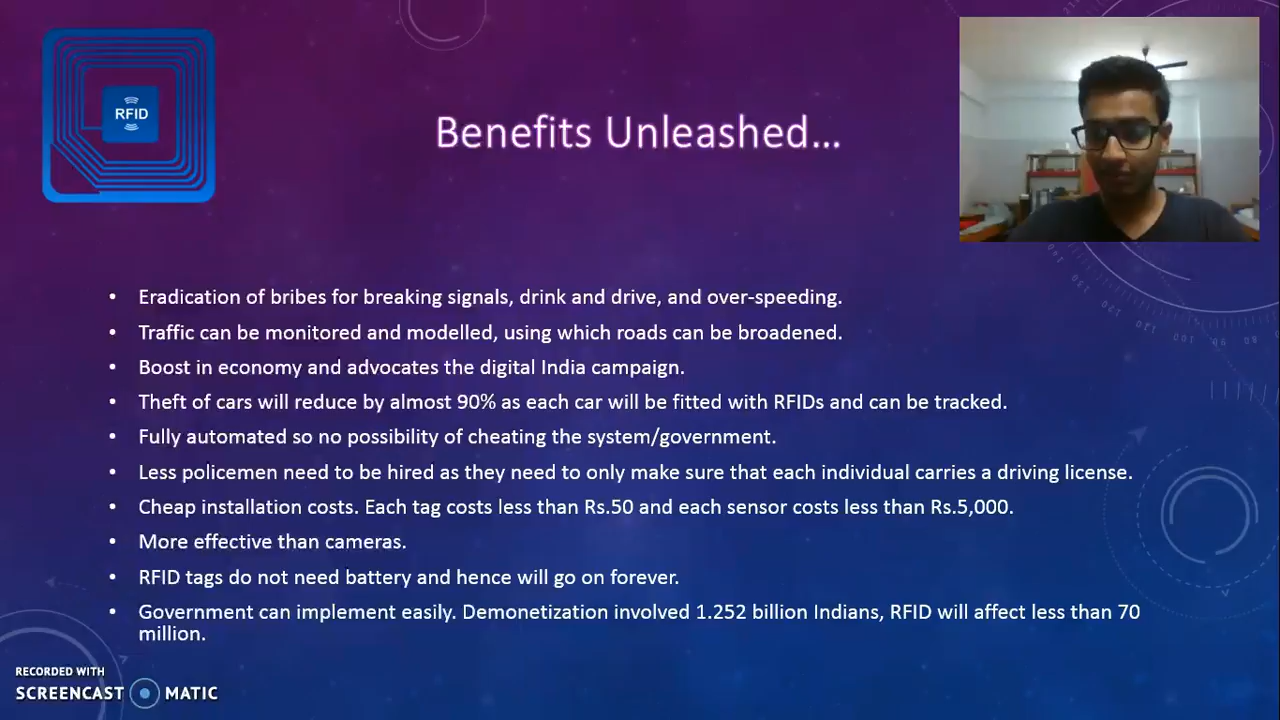 RFID
Benefits Unleashed...
• Eradication of bribes for breaking signals, drink and drive, and over-speeding.
• Traffic can be monitored and modelled, using which roads can be broadened.
• Boost in economy and advocates the digital India campaign.
• Theft of cars will reduce by almost 90% as each car will be fitted with RFIDs and can be tracked.
• Fully automated so no possibility of cheating the system/government.
• Less policemen need to be hired as they need to only make sure that each individual carries a driving license.
• Cheap installation costs. Each tag costs less than Rs.50 and each sensor costs less than Rs.5,000.
• More effective than cameras.
• RFID tags do not need battery and hence will go on forever.
• Government can implement easily. Demonetization involved 1.252 billion Indians, RFID will affect less than 70
million.
RECORDED WITH
SCREENCAST MATIC